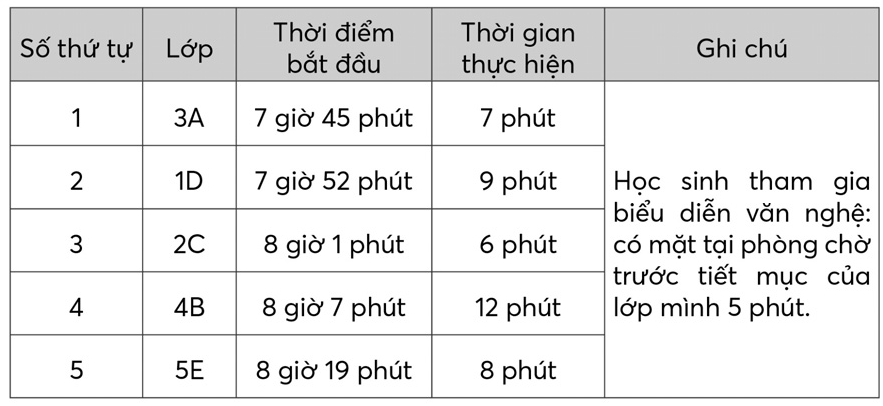 Số thứ tự | Lớp | Thời điểm bắt đầu | Thời gian thực hiện | Ghi chú
1 | 3A | 7 giờ 45 phút | 7 phút
2 | 1D | 7 giờ 52 phút | 9 phút
3 | 2C | 8 giờ 1 phút | 6 phút
4 | 4B | 8 giờ 7 phút | 12 phút
5 | 5E | 8 giờ 19 phút | 8 phút
Học sinh tham gia
biểu diễn văn nghệ:
có mặt tại phòng chờ
trước tiết mục của
lớp mình 5 phút.